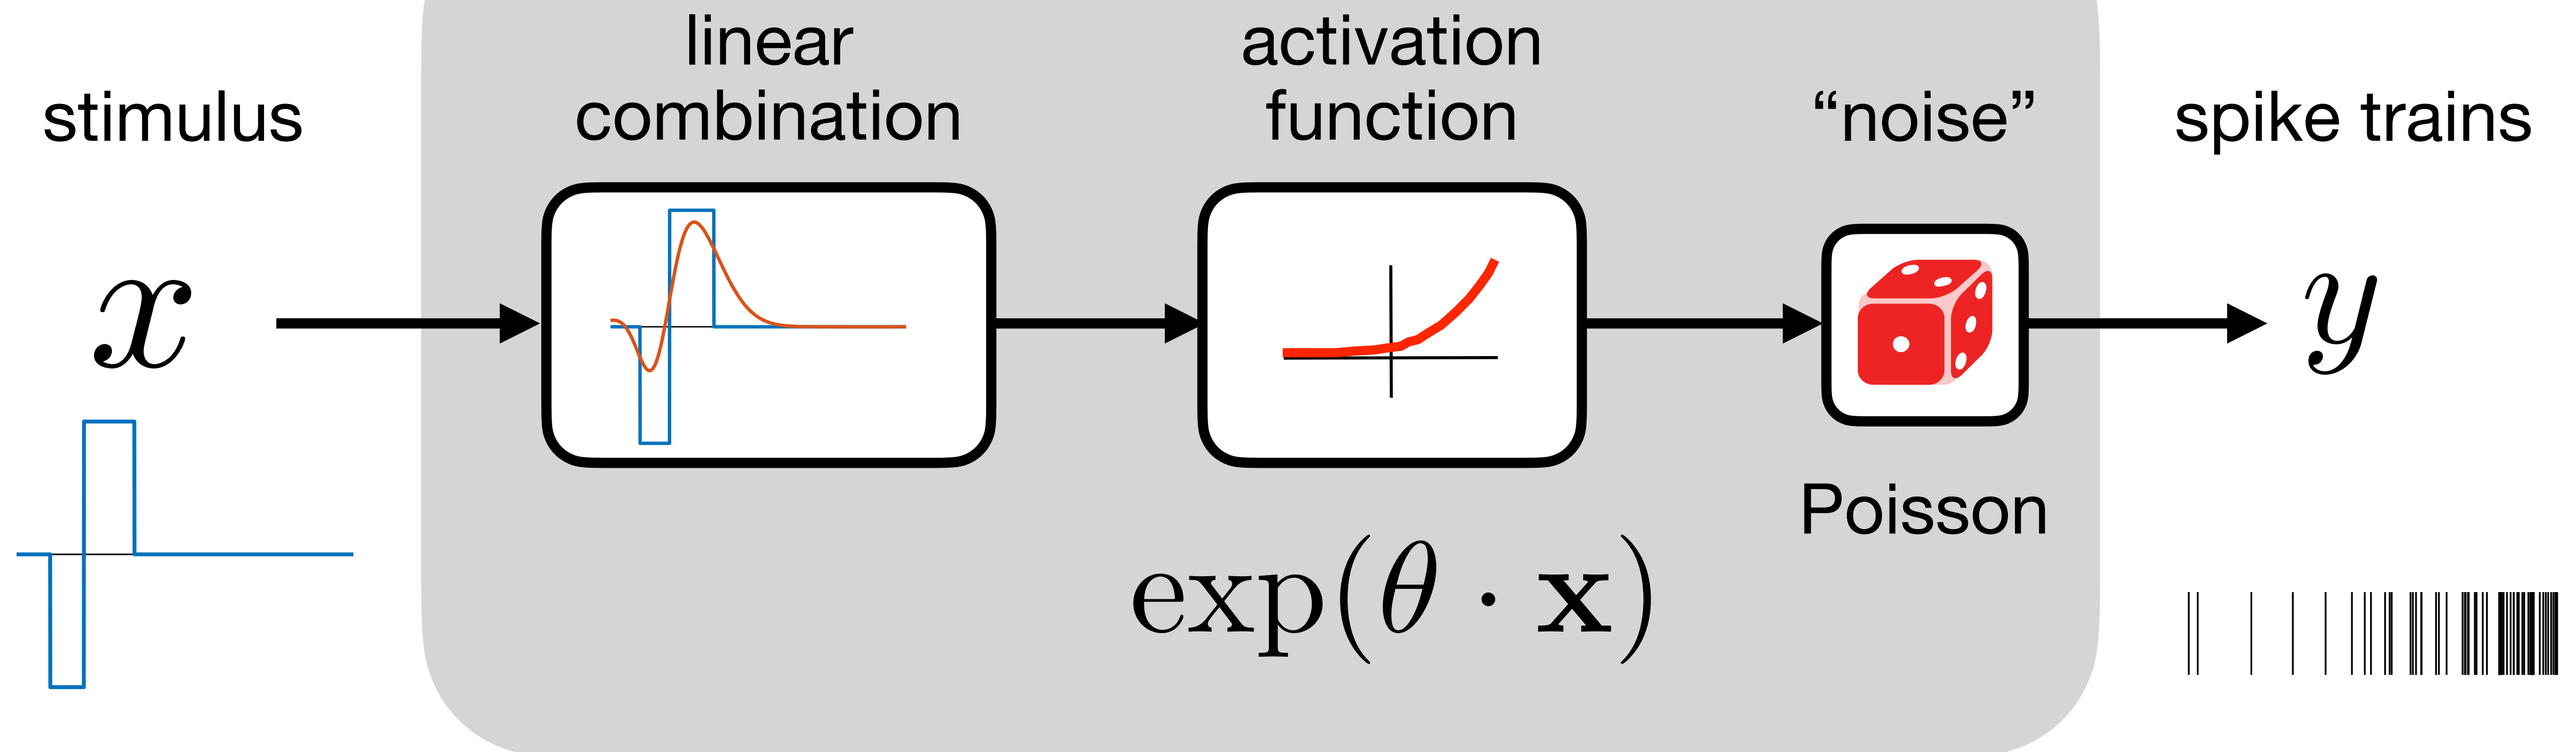 stimulus
linear
combination
activation
function
“noise”
spike trains
x
y
exp(θ · x)
Poisson